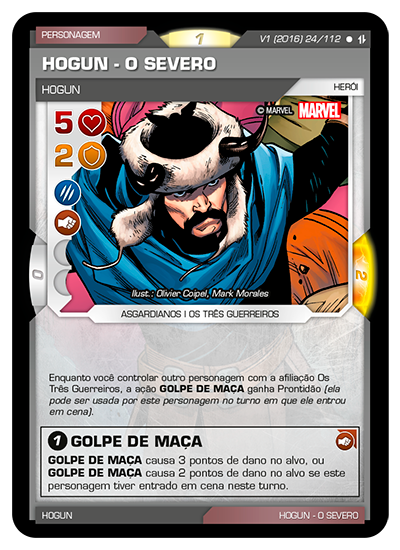 PERSONAGEM
1
V1 (2016) 24/112
HOGUN - O SEVERO
HOGUN
HERÓI
© MARVEL MARVEL
5
2
0
2
Ilust.: Olivier Coipel, Mark Morales
ASGARDIANOS | OS TRÊS GUERREIROS
Enquanto você controlar outro personagem com a afiliação Os
Três Guerreiros, a ação GOLPE DE MAÇA ganha Prontidão (ela
pode ser usada por este personagem no turno em que ele entrou
em cena).
1 GOLPE DE MAÇA
GOLPE DE MAÇA causa 3 pontos de dano no alvo, ou
GOLPE DE MAÇA causa 2 pontos de dano no alvo se este
personagem tiver entrado em cena neste turno.
HOGUN
HOGUN - O SEVERO